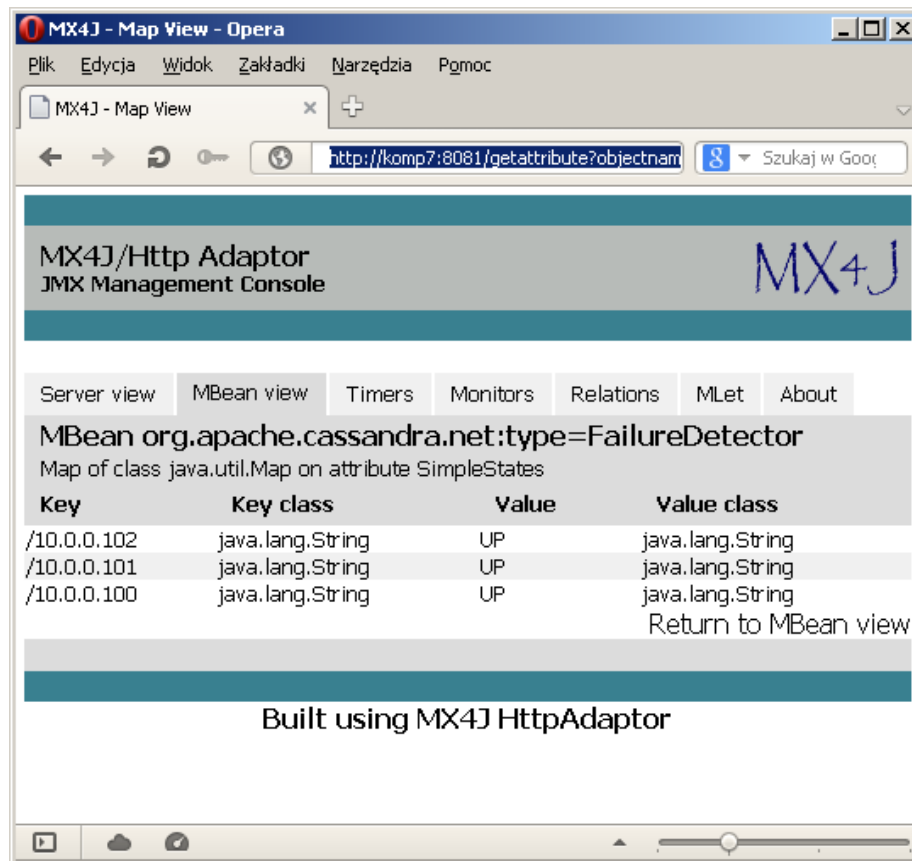 MX4J - Map View - Opera
Plik Edycja Widok Zakładki Narzędzia Pomoc
MX4J - Map View
http://komp7:8081/getattribute?objectnam
Szukaj w Goog
MX4J/Http Adaptor
JMX Management Console
MX4J
Server view MBean view Timers Monitors Relations MLet About
MBean org.apache.cassandra.net:type=FailureDetector
Map of class java.util.Map on attribute SimpleStates
Key Key class Value Value class
/10.0.0.102 java.lang.String UP java.lang.String
/10.0.0.101 java.lang.String UP java.lang.String
/10.0.0.100 java.lang.String UP java.lang.String
Return to MBean view
Built using MX4J HttpAdaptor